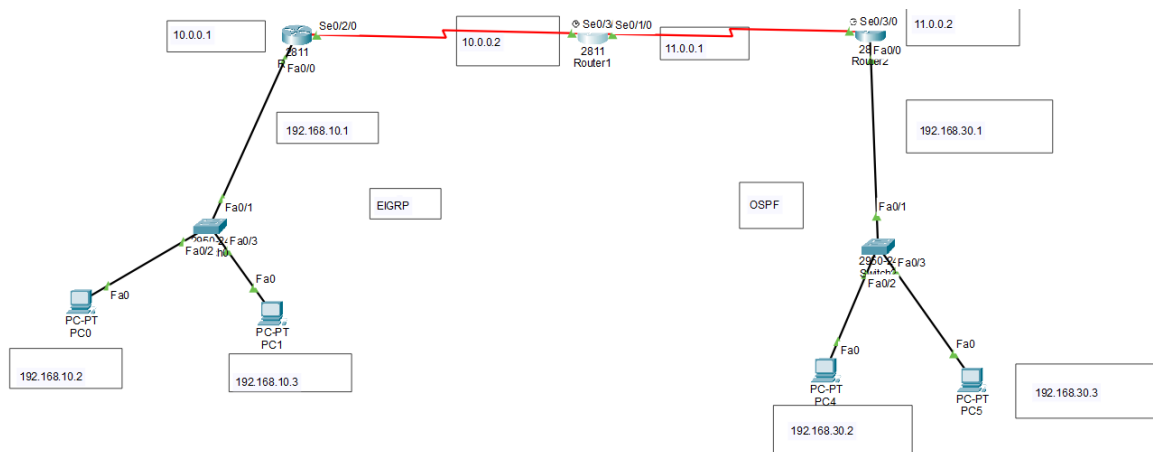 10.0.0.1
Se0/2/0
2811
Fa0/0
10.0.0.2
Se0/3/
Se0/1/0
2811
Router1
11.0.0.1
Se0/3/0
11.0.0.2
Fa0/0
Router2
192.168.10.1
192.168.30.1
EIGRP
OSPF
Fa0/1
Fa0/3
Fa0/2
Fa0
PC-PT
PC0
Fa0
PC-PT
PC1
192.168.10.2
192.168.10.3
Fa0/1
Fa0/3
Fa0/2
Fa0
PC-PT
PC4
Fa0
PC-PT
PC5
192.168.30.2
192.168.30.3